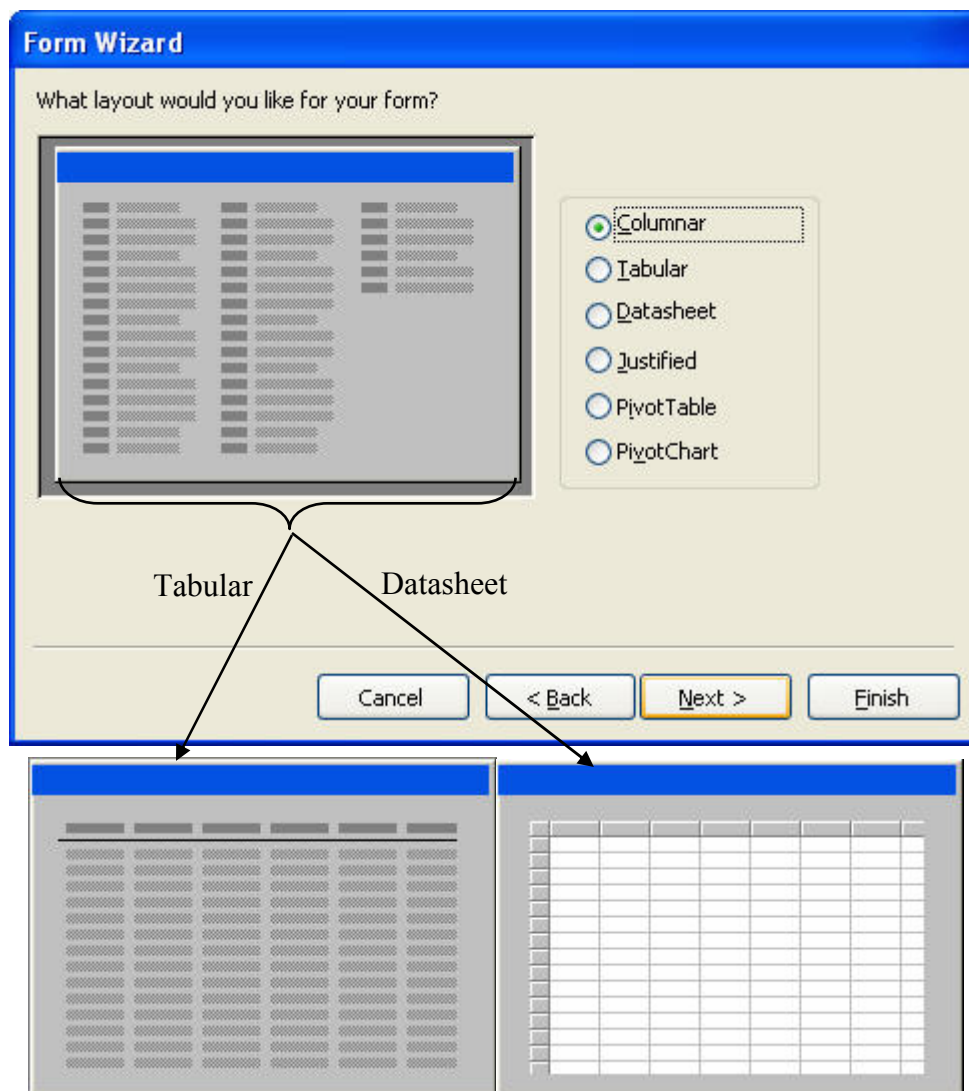 Form Wizard
What layout would you like for your form?
Columnar
Tabular
Datasheet
Justified
PivotTable
PivotChart
Tabular
Datasheet
Cancel
< Back
Next >
Finish